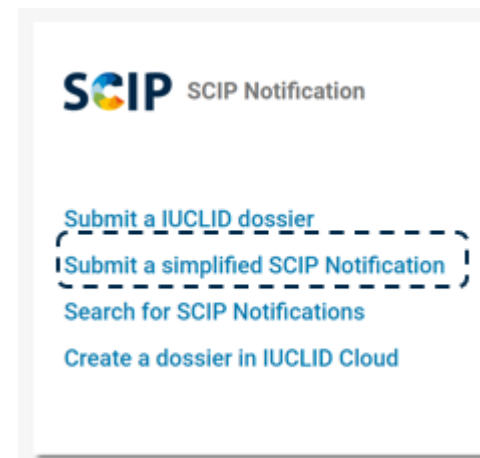 SCIP SCIP Notification
Submit a IUCLID dossier
Submit a simplified SCIP Notification
Search for SCIP Notifications
Create a dossier in IUCLID Cloud